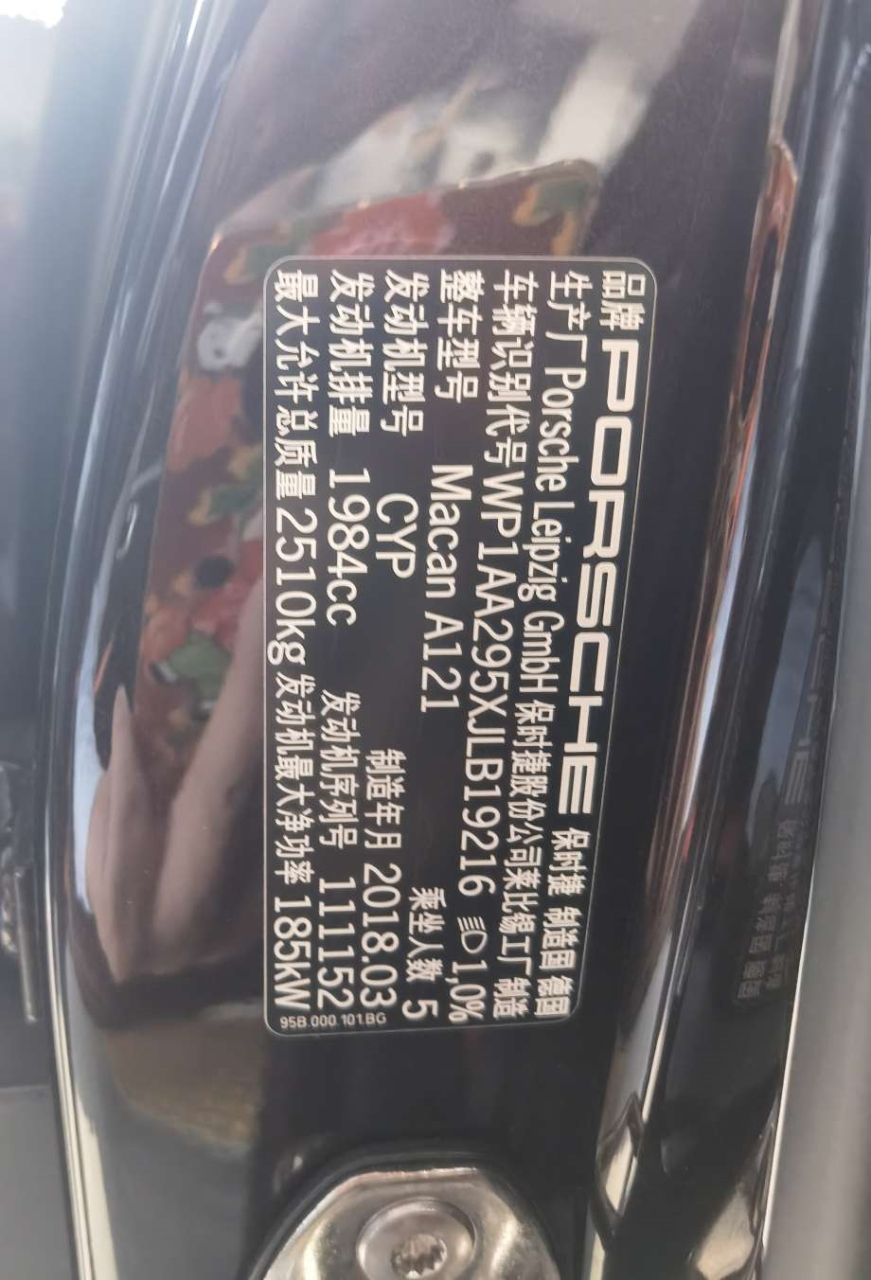 品牌 PORSCHE 保时捷 制造国 德国
生产厂 Porsche Leipzig GmbH 保时捷股份公司莱比锡工厂 制造
车辆识别代号 WP1AA295XJLB19216 1,0%
整车型号 Macan A121 乘坐人数 5
发动机型号 CYP 制造年月 2018.03
发动机排量 1984cc 发动机序列号 111152
最大允许总质量 2510kg 发动机最大净功率 185kW
95B.000.101.BG